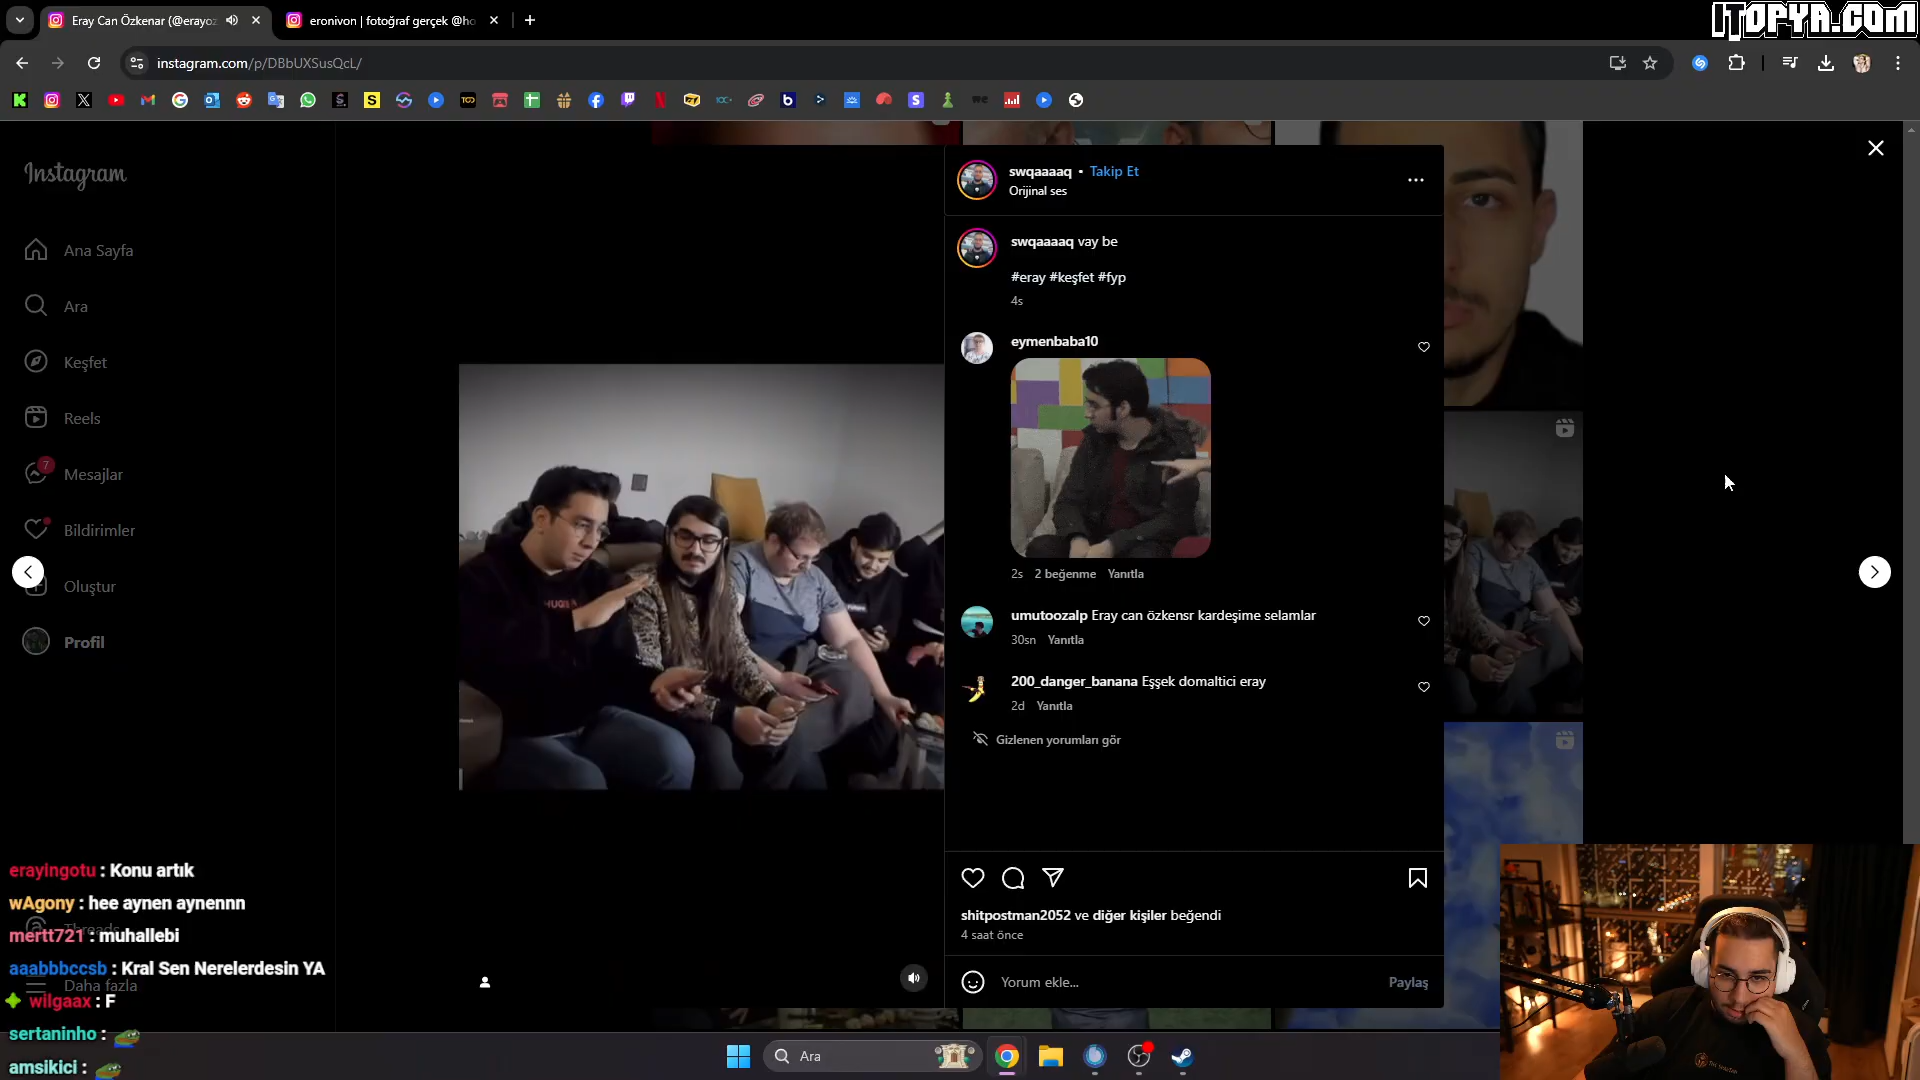 Eray Can Özkenar (@erayoz
eronivon | fotoğraf gerçek @ho
ITOPYA.COM
instagram.com/p/DBbUXSusQcL/
Instagram
Ana Sayfa
Ara
Keşfet
Reels
7
Mesajlar
Bildirimler
Oluştur
Profil
Threads
Daha fazla
HUGE
swqaaaaq • Takip Et
Orijinal ses
swqaaaaq vay be
#eray #keşfet #fyp
4s
eymenbaba10
2s 2 beğenme Yanıtla
umutoozalp Eray can özkensr kardeşime selamlar
30sn Yanıtla
200_danger_banana Eşşek domaltici eray
2d Yanıtla
Gizlenen yorumları gör
shitpostman2052 ve diğer kişiler beğendi
4 saat önce
Yorum ekle...
Paylaş
erayingotu : Konu artık
wAgony : hee aynen aynennn
mertt721 : muhallebi
aaabbbccsb : Kral Sen Nerelerdesin YA
wilgaax : F
sertaninho :
amsikici :
Ara